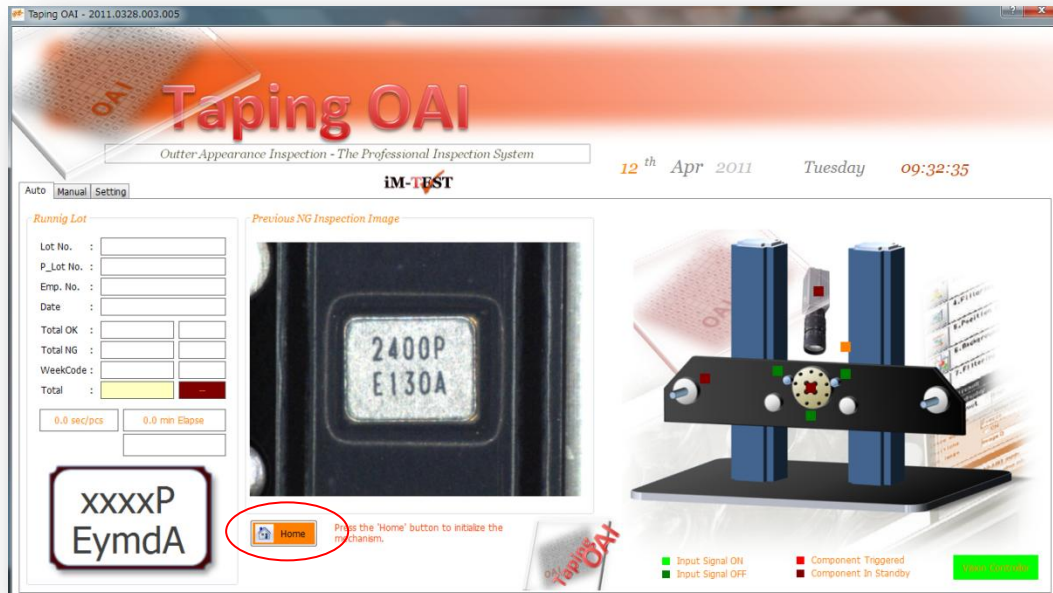 Taping OAI - 2011.0328.003.005
OAI
Taping OAI
Outter Appearance Inspection - The Professional Inspection System
iM-TEST
12 th Apr 2011 Tuesday 09:32:35
Auto Manual Setting
Runnig Lot
Lot No. :
P_Lot No. :
Emp. No. :
Date :
Total OK :
Total NG :
WeekCode :
Total : --
0.0 sec/pcs 0.0 min Elapse
xxxxP
EymdA
Previous NG Inspection Image
2400P
E130A
Home
Press the 'Home' button to initialize the
mechanism.
Taping OAI
OAI
Input Signal ON
Input Signal OFF
Component Triggered
Component In Standby
Vision Controller